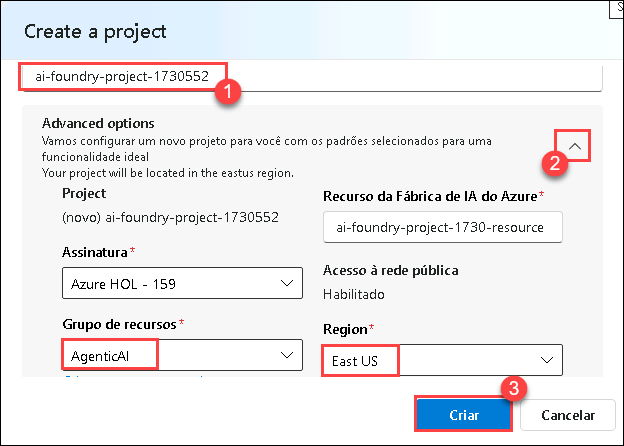 S
Create a project
ai-foundry-project-1730552
1
Advanced options
Vamos configurar um novo projeto para você com os padrões selecionados para uma
funcionalidade ideal
Your project will be located in the eastus region.
2
Project
(novo) ai-foundry-project-1730552
Recurso da Fábrica de IA do Azure*
ai-foundry-project-1730-resource
Assinatura*
Azure HOL - 159
Acesso à rede pública
Habilitado
Grupo de recursos*
AgenticAI
Region*
East US
3
Criar
Cancelar